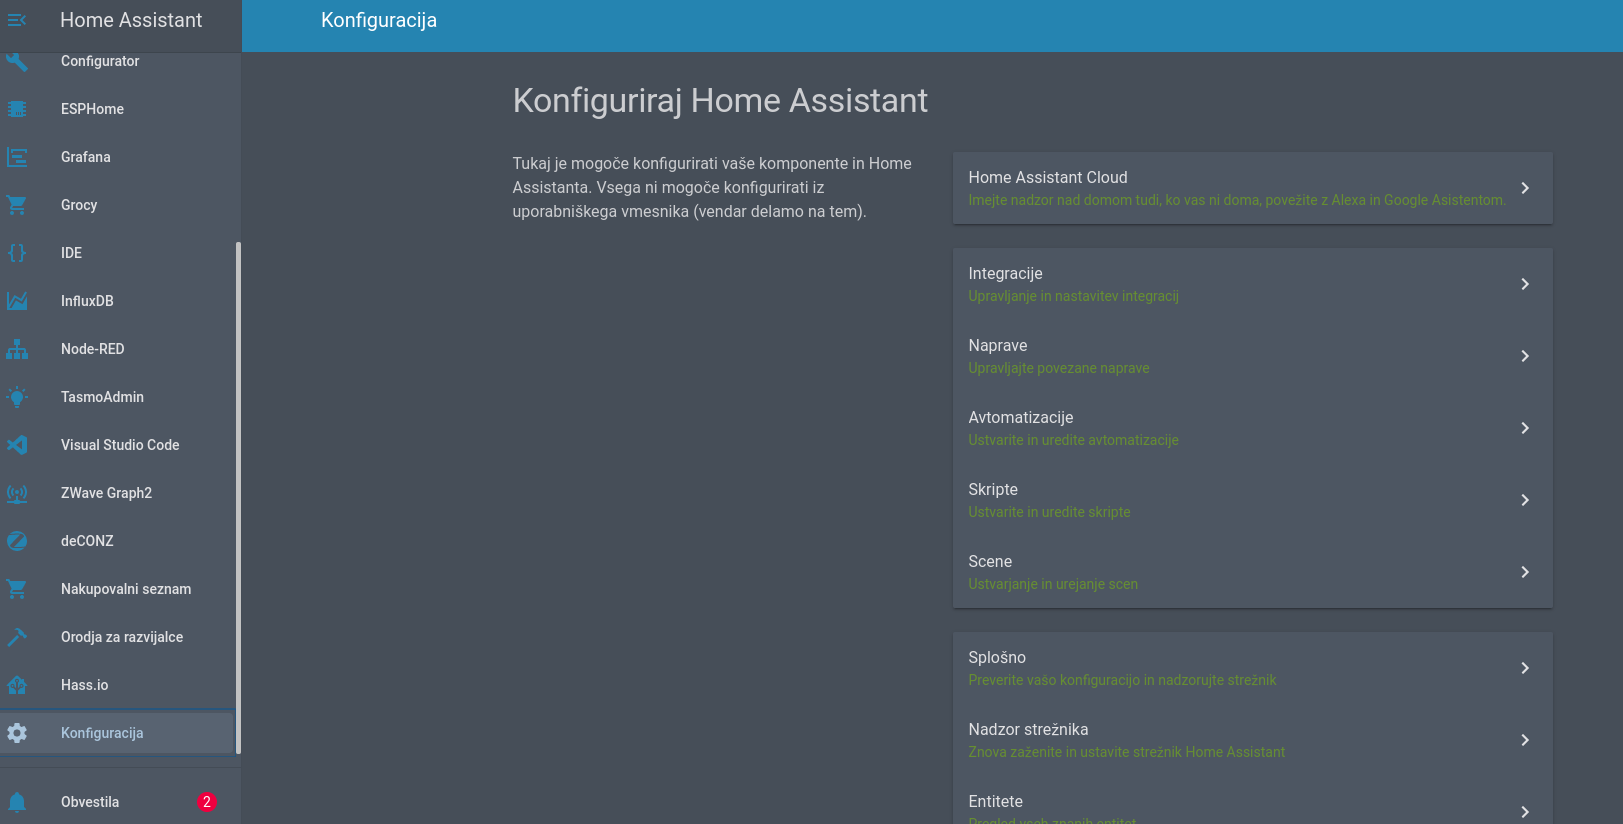 Home Assistant
Konfiguracija
Configurator
ESPHome
Grafana
Grocy
IDE
InfluxDB
Node-RED
TasmoAdmin
Visual Studio Code
ZWave Graph2
deCONZ
Nakupovalni seznam
Orodja za razvijalce
Hass.io
Konfiguracija
Obvestila 2
Konfiguriraj Home Assistant
Tukaj je mogoče konfigurirati vaše komponente in Home
Assistanta. Vsega ni mogoče konfigurirati iz
uporabniškega vmesnika (vendar delamo na tem).
Home Assistant Cloud
Imejte nadzor nad domom tudi, ko vas ni doma, povežite z Alexa in Google Asistentom.
Integracije
Upravljanje in nastavitev integracij
Naprave
Upravljajte povezane naprave
Avtomatizacije
Ustvarite in uredite avtomatizacije
Skripte
Ustvarite in uredite skripte
Scene
Ustvarjanje in urejanje scen
Splošno
Preverite vašo konfiguracijo in nadzorujte strežnik
Nadzor strežnika
Znova zaženite in ustavite strežnik Home Assistant
Entitete
Pregled vseh znanih entitet